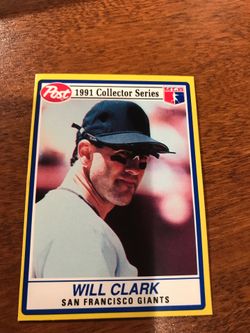 Post 1991 Collector Series
WILL CLARK
SAN FRANCISCO GIANTS